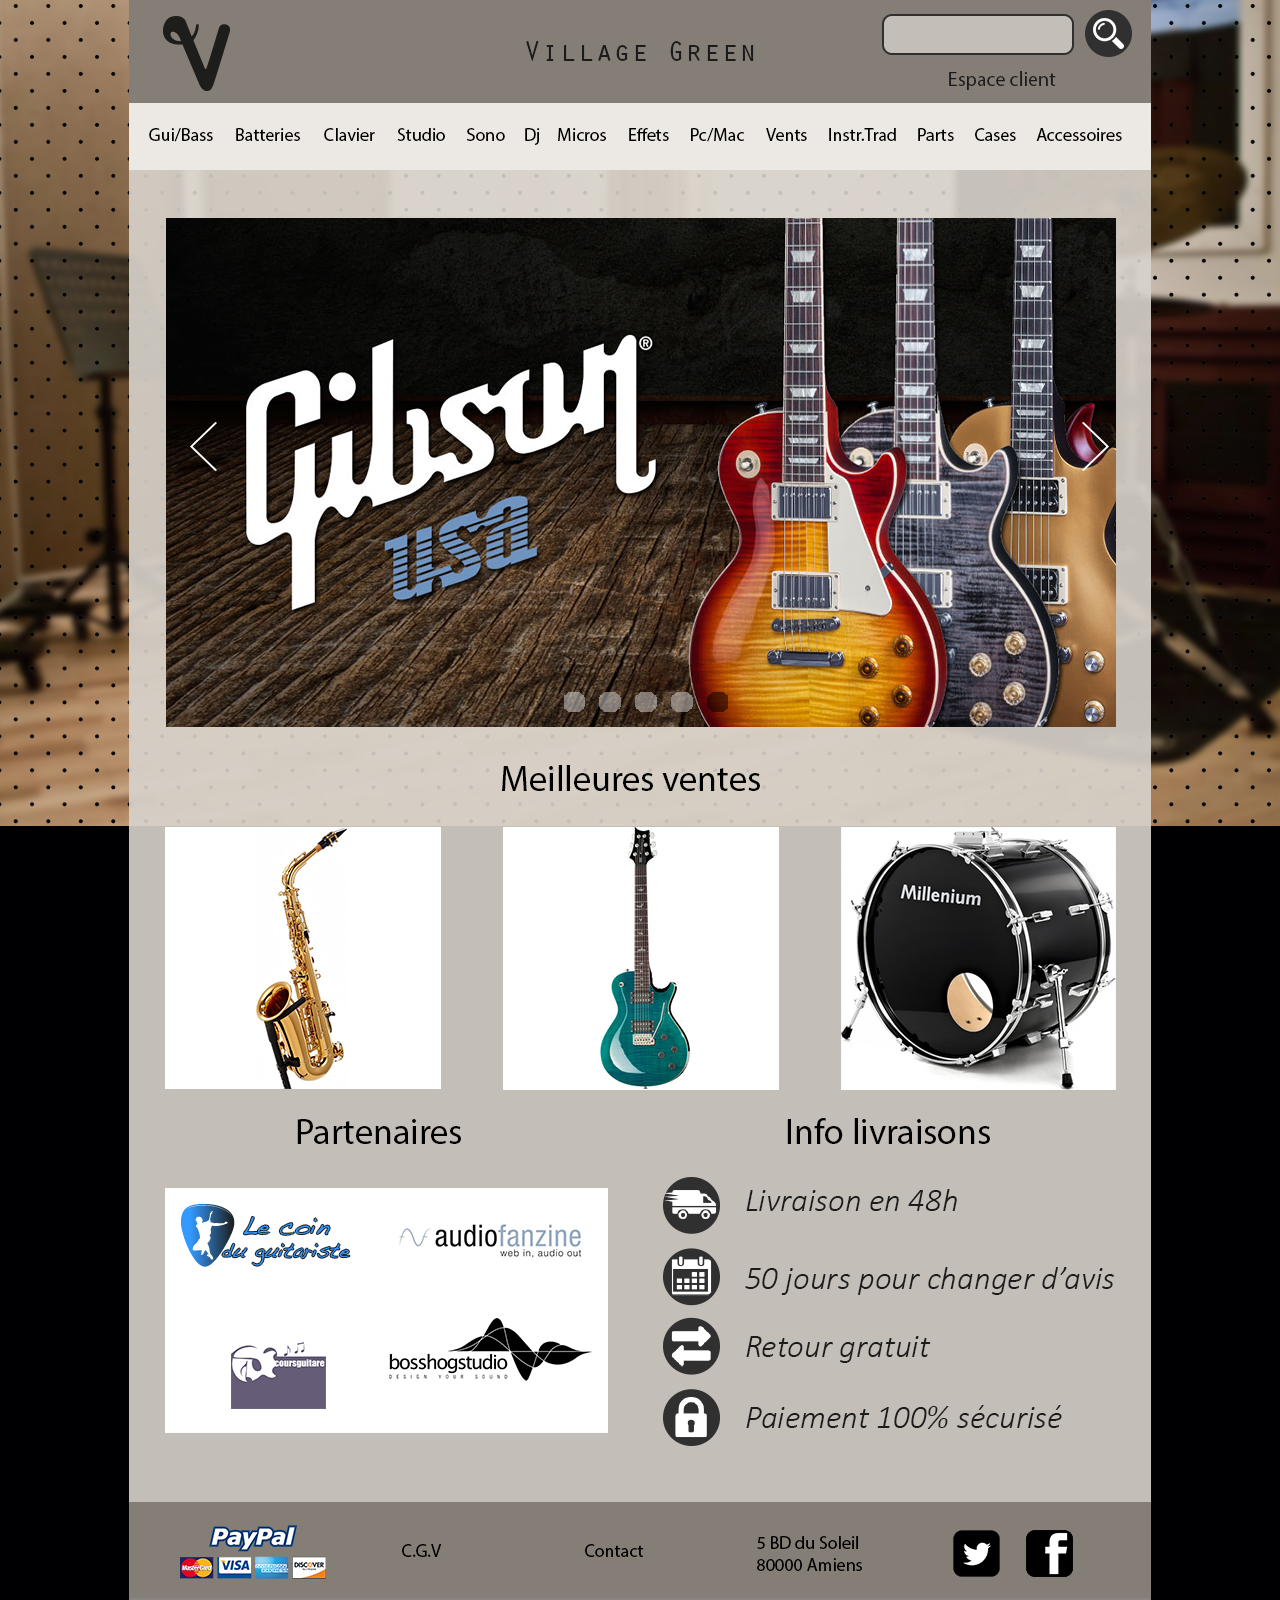 V
Village Green
Espace client
Gui/Bass Batteries Clavier Studio Sono Dj Micros Effets Pc/Mac Vents Instr.Trad Parts Cases Accessoires
Gibson®
USA
Meilleures ventes
Millenium
Partenaires
Info livraisons
Le coin
du guitariste
audiofanzine
web in, audio out
coursguitare
bosshogstudio
DESIGN YOUR SOUND
Livraison en 48h
50 jours pour changer d’avis
Retour gratuit
Paiement 100% sécurisé
PayPal
MasterCard VISA AMERICAN EXPRESS DISCOVER
C.G.V
Contact
5 BD du Soleil
80000 Amiens